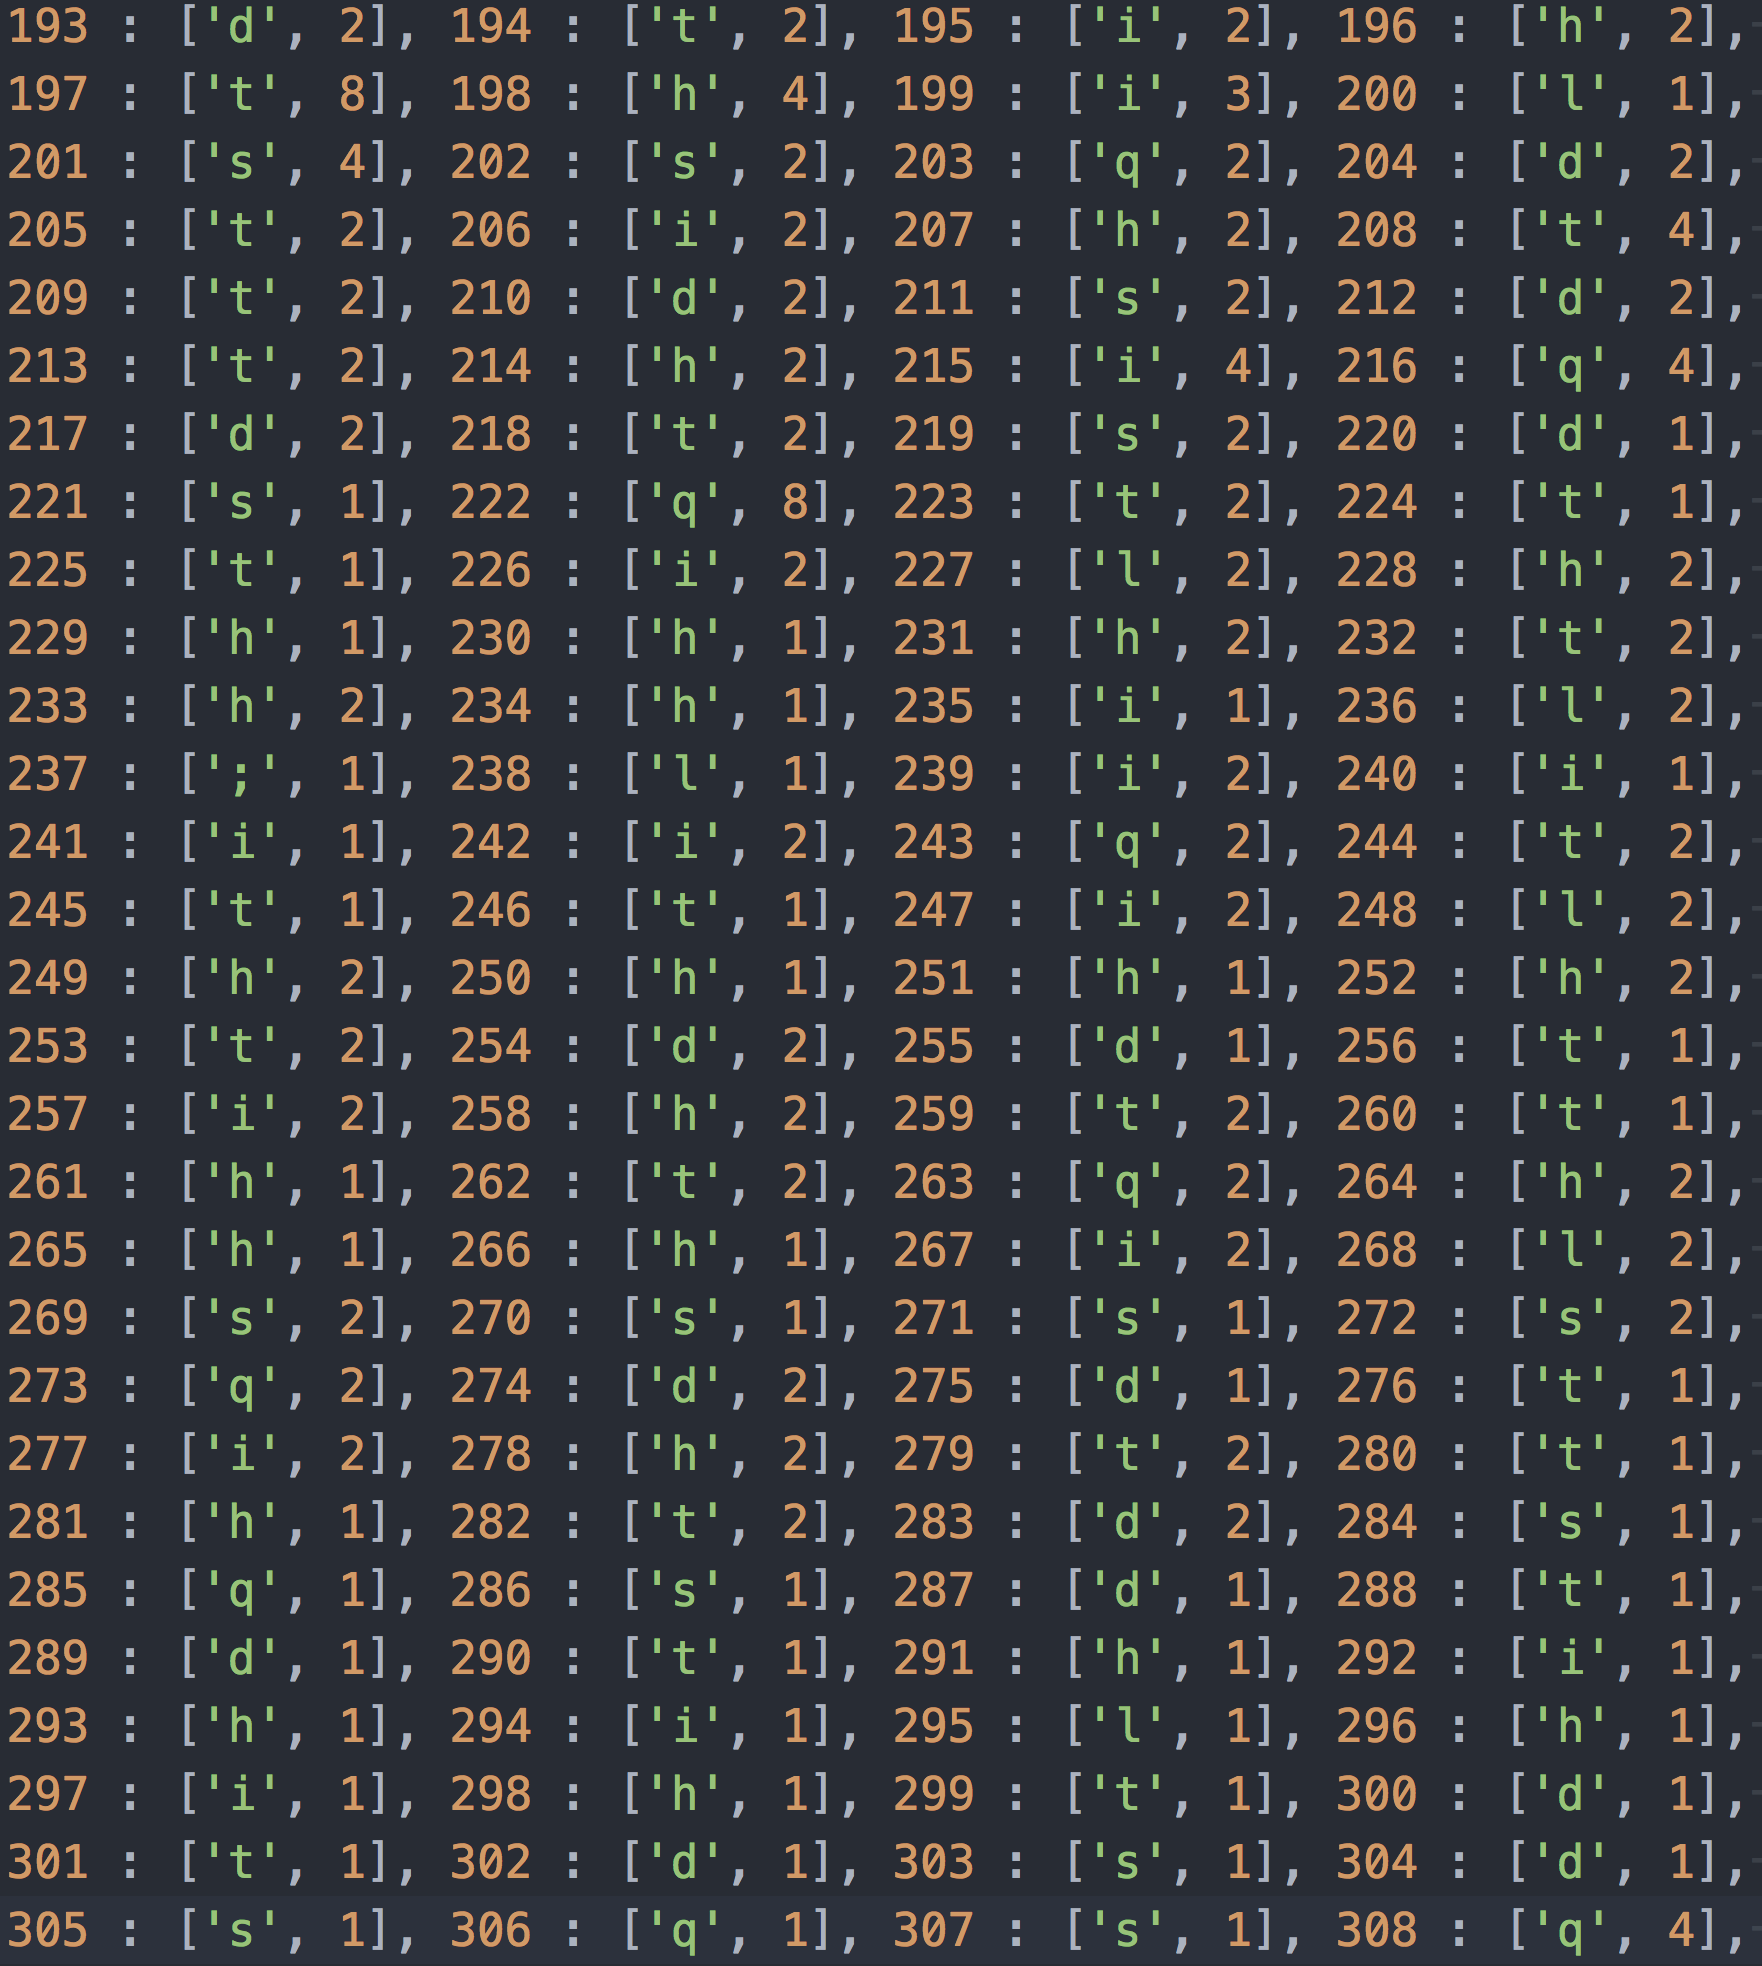 193 : ['d', 2], 194 : ['t', 2], 195 : ['i', 2], 196 : ['h', 2],
197 : ['t', 8], 198 : ['h', 4], 199 : ['i', 3], 200 : ['l', 1],
201 : ['s', 4], 202 : ['s', 2], 203 : ['q', 2], 204 : ['d', 2],
205 : ['t', 2], 206 : ['i', 2], 207 : ['h', 2], 208 : ['t', 4],
209 : ['t', 2], 210 : ['d', 2], 211 : ['s', 2], 212 : ['d', 2],
213 : ['t', 2], 214 : ['h', 2], 215 : ['i', 4], 216 : ['q', 4],
217 : ['d', 2], 218 : ['t', 2], 219 : ['s', 2], 220 : ['d', 1],
221 : ['s', 1], 222 : ['q', 8], 223 : ['t', 2], 224 : ['t', 1],
225 : ['t', 1], 226 : ['i', 2], 227 : ['l', 2], 228 : ['h', 2],
229 : ['h', 1], 230 : ['h', 1], 231 : ['h', 2], 232 : ['t', 2],
233 : ['h', 2], 234 : ['h', 1], 235 : ['i', 1], 236 : ['l', 2],
237 : [';', 1], 238 : ['l', 1], 239 : ['i', 2], 240 : ['i', 1],
241 : ['i', 1], 242 : ['i', 2], 243 : ['q', 2], 244 : ['t', 2],
245 : ['t', 1], 246 : ['t', 1], 247 : ['i', 2], 248 : ['l', 2],
249 : ['h', 2], 250 : ['h', 1], 251 : ['h', 1], 252 : ['h', 2],
253 : ['t', 2], 254 : ['d', 2], 255 : ['d', 1], 256 : ['t', 1],
257 : ['i', 2], 258 : ['h', 2], 259 : ['t', 2], 260 : ['t', 1],
261 : ['h', 1], 262 : ['t', 2], 263 : ['q', 2], 264 : ['h', 2],
265 : ['h', 1], 266 : ['h', 1], 267 : ['i', 2], 268 : ['l', 2],
269 : ['s', 2], 270 : ['s', 1], 271 : ['s', 1], 272 : ['s', 2],
273 : ['q', 2], 274 : ['d', 2], 275 : ['d', 1], 276 : ['t', 1],
277 : ['i', 2], 278 : ['h', 2], 279 : ['t', 2], 280 : ['t', 1],
281 : ['h', 1], 282 : ['t', 2], 283 : ['d', 2], 284 : ['s', 1],
285 : ['q', 1], 286 : ['s', 1], 287 : ['d', 1], 288 : ['t', 1],
289 : ['d', 1], 290 : ['t', 1], 291 : ['h', 1], 292 : ['i', 1],
293 : ['h', 1], 294 : ['i', 1], 295 : ['l', 1], 296 : ['h', 1],
297 : ['i', 1], 298 : ['h', 1], 299 : ['t', 1], 300 : ['d', 1],
301 : ['t', 1], 302 : ['d', 1], 303 : ['s', 1], 304 : ['d', 1],
305 : ['s', 1], 306 : ['q', 1], 307 : ['s', 1], 308 : ['q', 4],